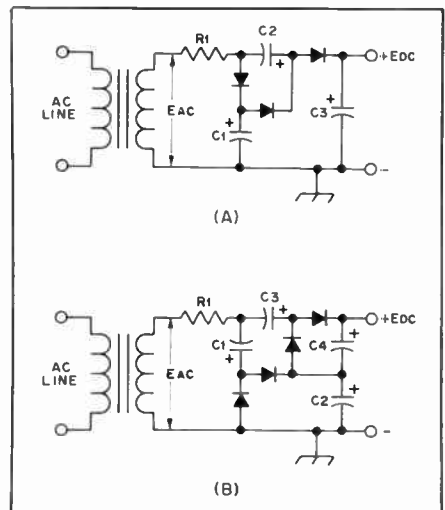 R1
C2
+
+EDC
AC
LINE
EAC
+
C1
C3
+
-
(A)
R1
C3
+
+EDC
AC
LINE
EAC
C1
+
C4
+
C2
+
-
(B)